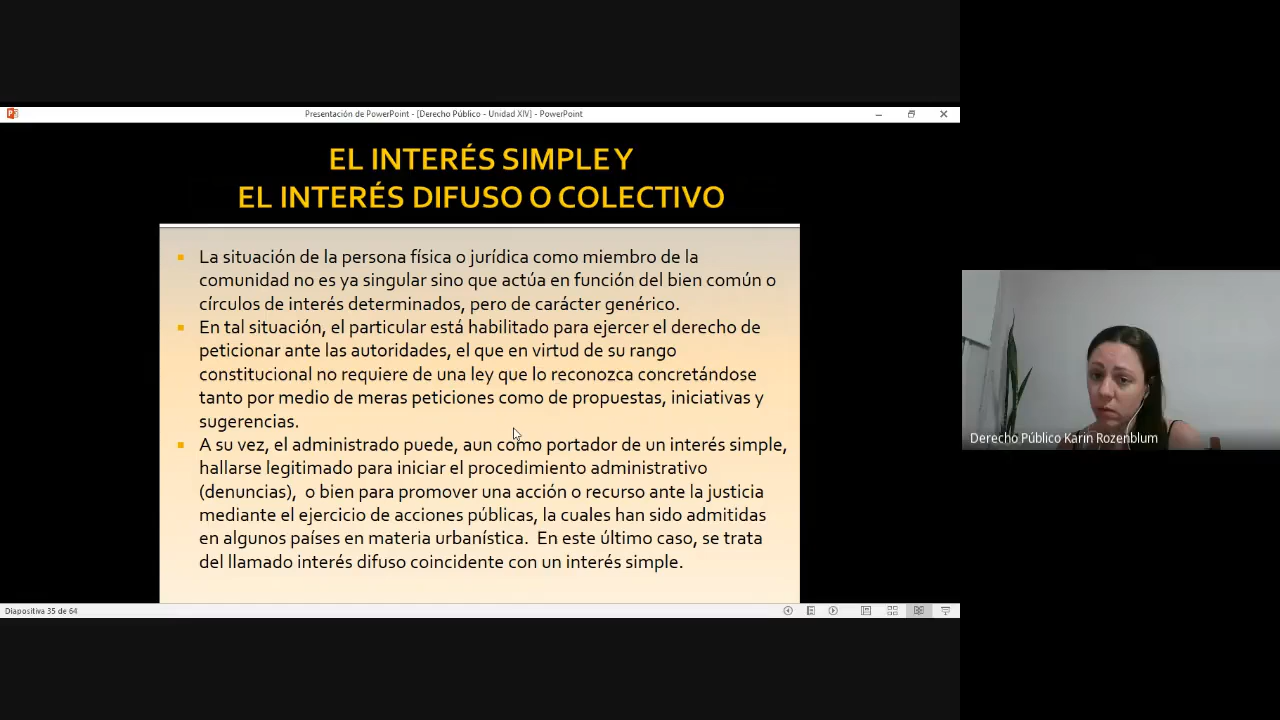 Presentación de PowerPoint - [Derecho Público - Unidad XIV] - PowerPoint
EL INTERÉS SIMPLE Y
EL INTERÉS DIFUSO O COLECTIVO
La situación de la persona física o jurídica como miembro de la
comunidad no es ya singular sino que actúa en función del bien común o
círculos de interés determinados, pero de carácter genérico.
En tal situación, el particular está habilitado para ejercer el derecho de
peticionar ante las autoridades, el que en virtud de su rango
constitucional no requiere de una ley que lo reconozca concretándose
tanto por medio de meras peticiones como de propuestas, iniciativas y
sugerencias.
A su vez, el administrado puede, aun como portador de un interés simple,
hallarse legitimado para iniciar el procedimiento administrativo
(denuncias), o bien para promover una acción o recurso ante la justicia
mediante el ejercicio de acciones públicas, la cuales han sido admitidas
en algunos países en materia urbanística. En este último caso, se trata
del llamado interés difuso coincidente con un interés simple.
Diapositiva 35 de 64
Derecho Público Karin Rozenblum